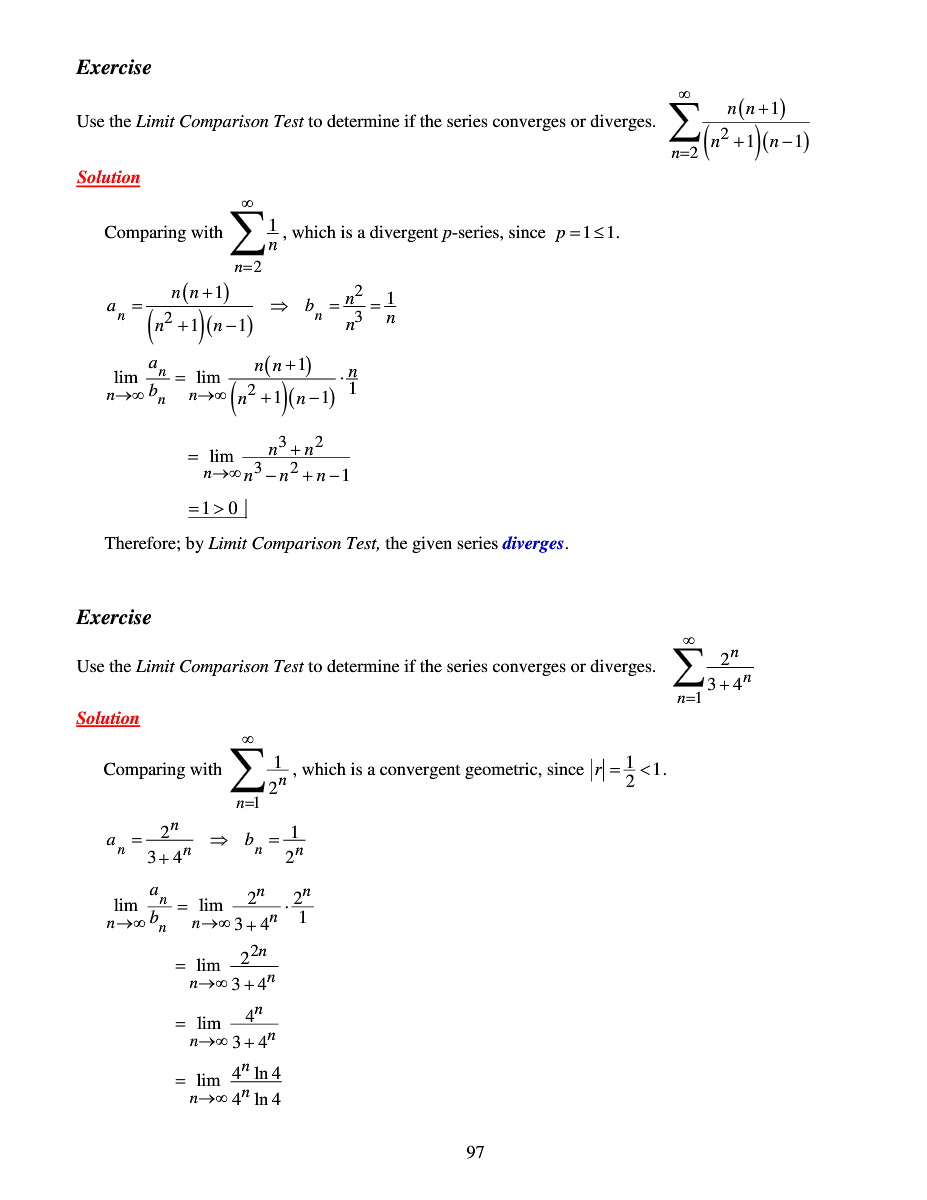 Exercise
Use the Limit Comparison Test to determine if the series converges or diverges. $\sum_{n=2}^{\infty} \frac{n(n+1)}{(n^2+1)(n-1)}$
Solution
Comparing with $\sum_{n=2}^{\infty} \frac{1}{n}$, which is a divergent p-series, since $p = 1 \leq 1$.
$a_n = \frac{n(n+1)}{(n^2+1)(n-1)} \Rightarrow b_n = \frac{n^2}{n^3} = \frac{1}{n}$
$\lim_{n\to\infty} \frac{a_n}{b_n} = \lim_{n\to\infty} \frac{n(n+1)}{(n^2+1)(n-1)} \cdot \frac{n}{1}$
$= \lim_{n\to\infty} \frac{n^3+n^2}{n^3-n^2+n-1}$
$= 1 > 0 |$
Therefore; by Limit Comparison Test, the given series diverges.
Exercise
Use the Limit Comparison Test to determine if the series converges or diverges. $\sum_{n=1}^{\infty} \frac{2^n}{3+4^n}$
Solution
Comparing with $\sum_{n=1}^{\infty} \frac{1}{2^n}$, which is a convergent geometric, since $|r| = \frac{1}{2} < 1$.
$a_n = \frac{2^n}{3+4^n} \Rightarrow b_n = \frac{1}{2^n}$
$\lim_{n\to\infty} \frac{a_n}{b_n} = \lim_{n\to\infty} \frac{2^n}{3+4^n} \cdot \frac{2^n}{1}$
$= \lim_{n\to\infty} \frac{2^{2n}}{3+4^n}$
$= \lim_{n\to\infty} \frac{4^n}{3+4^n}$
$= \lim_{n\to\infty} \frac{4^n \ln 4}{4^n \ln 4}$
97